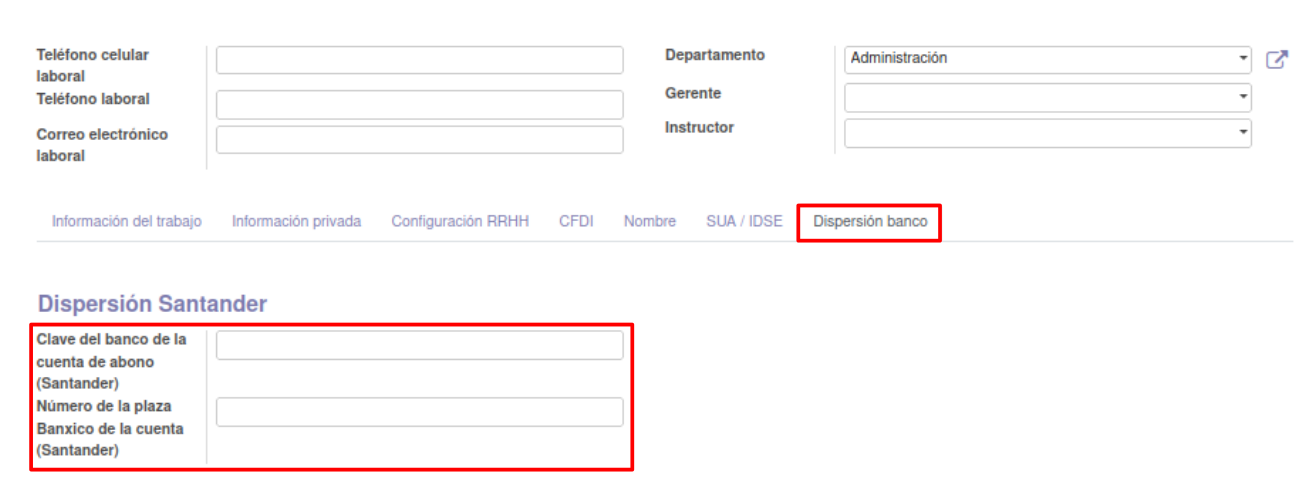 Teléfono celular
laboral
Teléfono laboral
Correo electrónico
laboral
Departamento
Administración
Gerente
Instructor
Información del trabajo Información privada Configuración RRHH CFDI Nombre SUA / IDSE Dispersión banco
Dispersión Santander
Clave del banco de la
cuenta de abono
(Santander)
Número de la plaza
Banxico de la cuenta
(Santander)